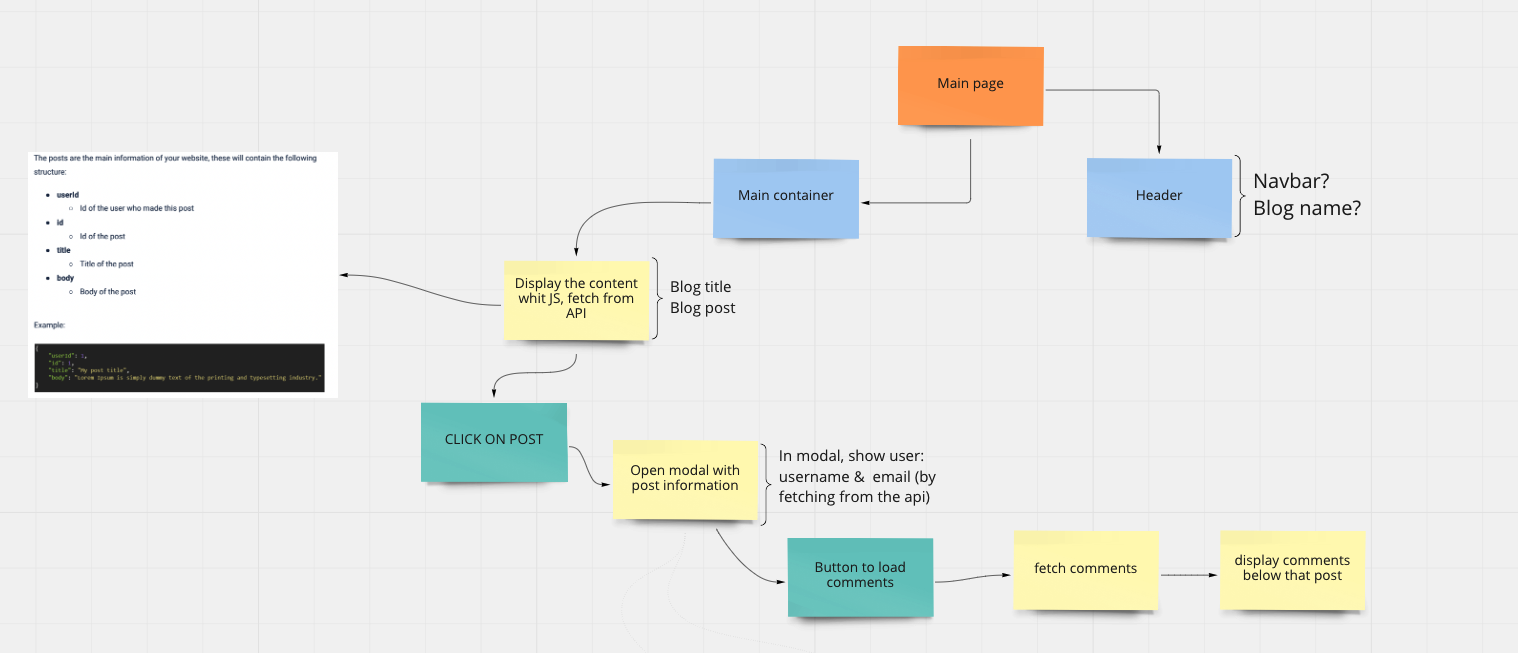 Main page
Main container
Header
Navbar?
Blog name?
The posts are the main information of your website, these will contain the following
structure:
userId
Id of the user who made this post
id
Id of the post
title
Title of the post
body
Body of the post
Example:
{
"userId": 1,
"id": 1,
"title": "My post title",
"body": "Lorem Ipsum is simply dummy text of the printing and typesetting industry."
}
Display the content
whit JS, fetch from
API
Blog title
Blog post
CLICK ON POST
Open modal with
post information
In modal, show user:
username & email (by
fetching from the api)
Button to load
comments
fetch comments
display comments
below that post